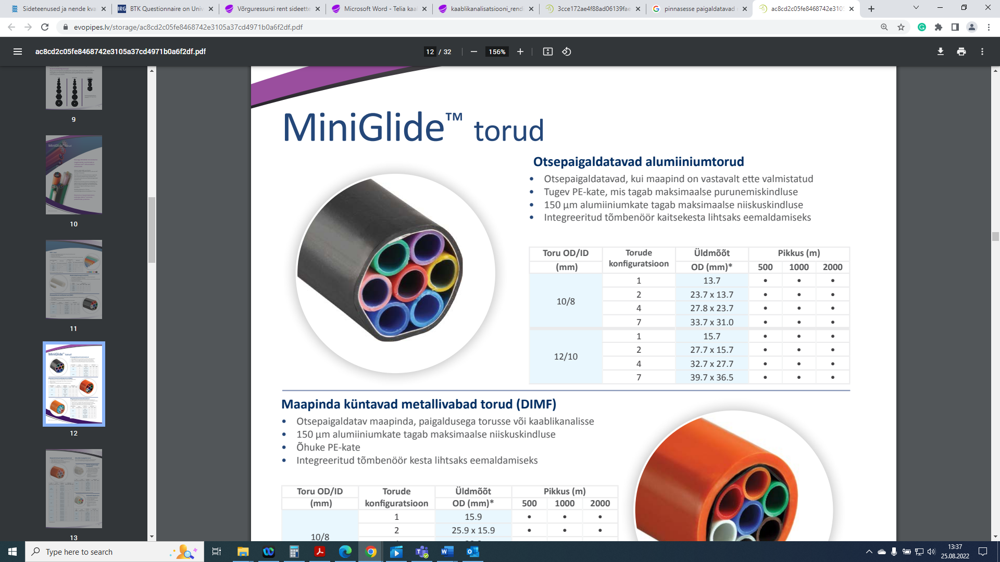 Sideteenused ja nende kva
BTK Questionnaire on Univ
Võrguressursi rent sideette
Microsoft Word - Telia kaa
kaablikanalisatsiooni_rendi
3cce172ae4f88ad06139fae
pinnasesse paigaldatavad
ac8cd2c05fe8468742e3105
evopipes.lv/storage/ac8cd2c05fe8468742e3105a37cd4971b0a6f2df.pdf
ac8cd2c05fe8468742e3105a37cd4971b0a6f2df.pdf
12 / 32
156%
9
10
11
12
13
MiniGlide™ torud
Otsepaigaldatavad alumiiniumtorud
• Otsepaigaldatavad, kui maapind on vastavalt ette valmistatud
• Tugev PE-kate, mis tagab maksimaalse purunemiskindluse
• 150 µm alumiiniumkate tagab maksimaalse niiskuskindluse
• Integreeritud tõmbenöör kaitsekesta lihtsaks eemaldamiseks
Toru OD/ID Torude Üldmõõt Pikkus (m)
(mm) konfiguratsioon OD (mm)* 500 1000 2000
10/8
1 13.7 • • •
2 23.7 x 13.7 • • •
4 27.8 x 23.7 • • •
7 33.7 x 31.0 • • •
12/10
1 15.7 • • •
2 27.7 x 15.7 • • •
4 32.7 x 27.7 • • •
7 39.7 x 36.5 • • •
Maapinda küntavad metallivabad torud (DIMF)
• Otsepaigaldatav maapinda, paigaldusega torusse või kaablikanalisse
• 150 µm alumiiniumkate tagab maksimaalse niiskuskindluse
• Õhuke PE-kate
• Integreeritud tõmbenöör kesta lihtsaks eemaldamiseks
Toru OD/ID Torude Üldmõõt Pikkus (m)
(mm) konfiguratsioon OD (mm)* 500 1000 2000
10/8
1 15.9 • • •
2 25.9 x 15.9 • • •
Type here to search
13:37
25.08.2022